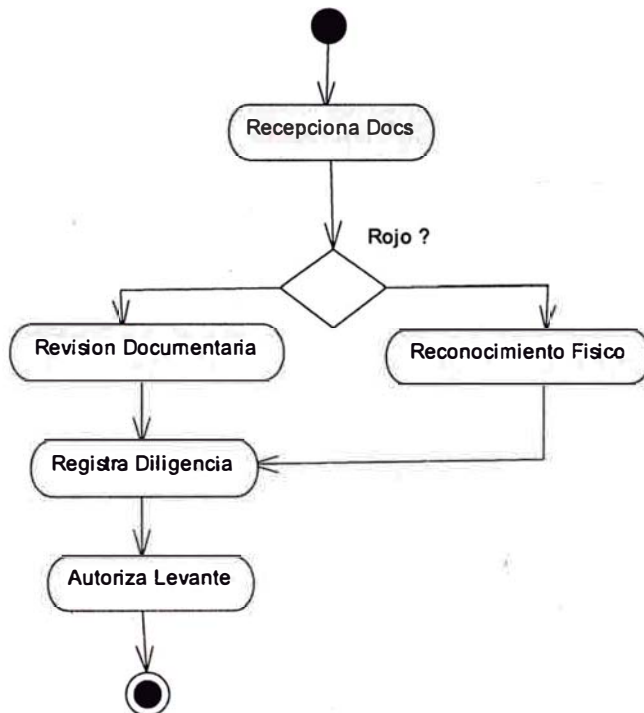 Recepciona Docs
Rojo ?
Revision Documentaria
Reconocimiento Fisico
Registra Diligencia
Autoriza Levante